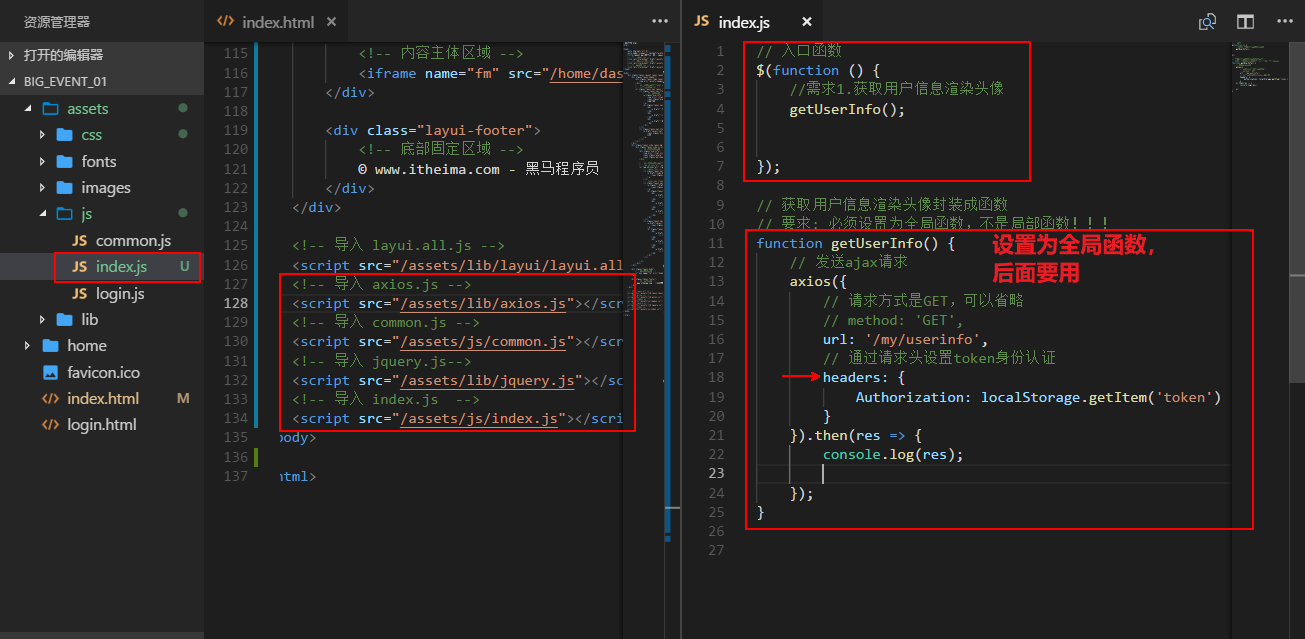 资源管理器
打开的编辑器
BIG_EVENT_01
assets
css
fonts
images
js
JS common.js
JS index.js U
JS login.js
lib
home
favicon.ico
<> index.html M
<> login.html
<> index.html ×
115 <!-- 内容主体区域 -->
116 <iframe name="fm" src="/home/das
117 </div>
118
119 <div class="layui-footer">
120 <!-- 底部固定区域 -->
121 © www.itheima.com - 黑马程序员
122 </div>
123 </div>
124
125 <!-- 导入 layui.all.js -->
126 <script src="/assets/lib/layui/layui.all
127 <!-- 导入 axios.js -->
128 <script src="/assets/lib/axios.js"></scr
129 <!-- 导入 common.js -->
130 <script src="/assets/js/common.js"></scr
131 <!-- 导入 jquery.js-->
132 <script src="/assets/lib/jquery.js"></sc
133 <!-- 导入 index.js  -->
134 <script src="/assets/js/index.js"></scri
135 body>
136
137 html>
JS index.js ×
1 // 入口函数
2 $(function () {
3 //需求1.获取用户信息渲染头像
4 getUserInfo();
5
6
7 });
8
9 // 获取用户信息渲染头像封装成函数
10 // 要求: 必须设置为全局函数，不是局部函数！！！
11 function getUserInfo() {
12 // 发送ajax请求
13 axios({
14 // 请求方式是GET，可以省略
15 // method: 'GET',
16 url: '/my/userinfo',
17 // 通过请求头设置token身份认证
18 headers: {
19 Authorization: localStorage.getItem('token')
20 }
21 }).then(res => {
22 console.log(res);
23
24 });
25 }
26
27
设置为全局函数，
后面要用